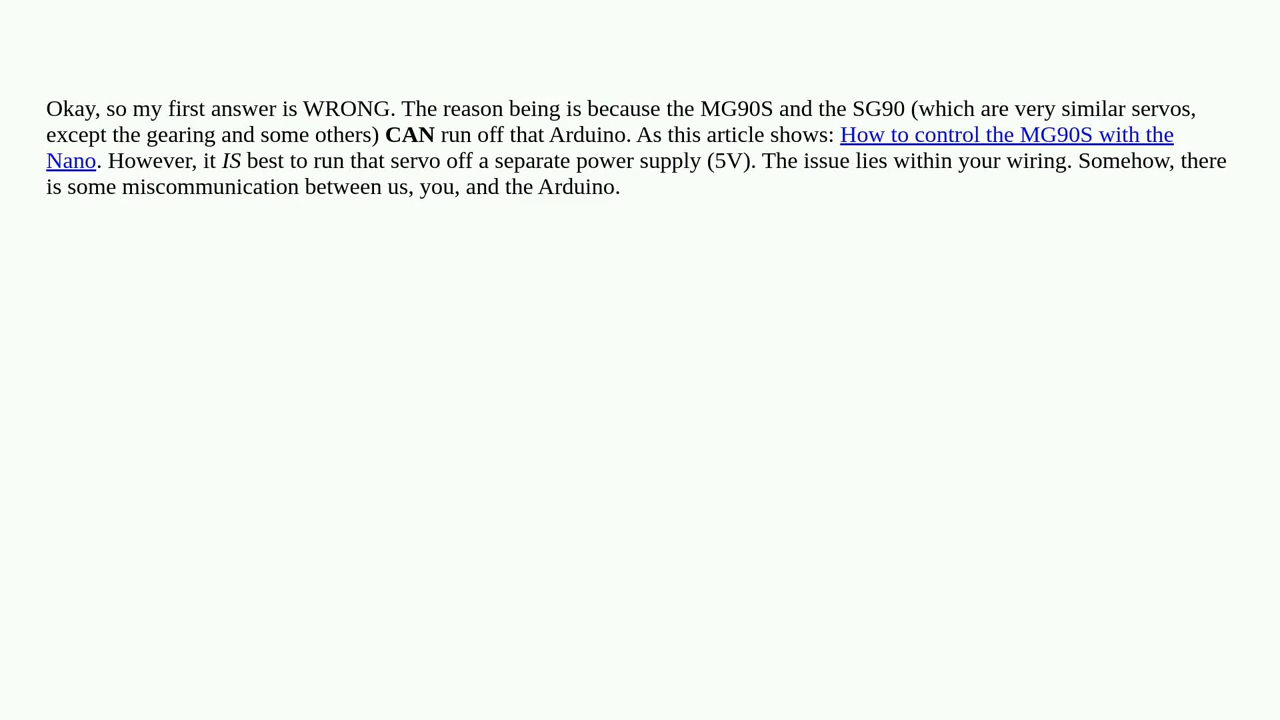 Okay, so my first answer is WRONG. The reason being is because the MG90S and the SG90 (which are very similar servos,
except the gearing and some others) CAN run off that Arduino. As this article shows: How to control the MG90S with the
Nano. However, it IS best to run that servo off a separate power supply (5V). The issue lies within your wiring. Somehow, there
is some miscommunication between us, you, and the Arduino.